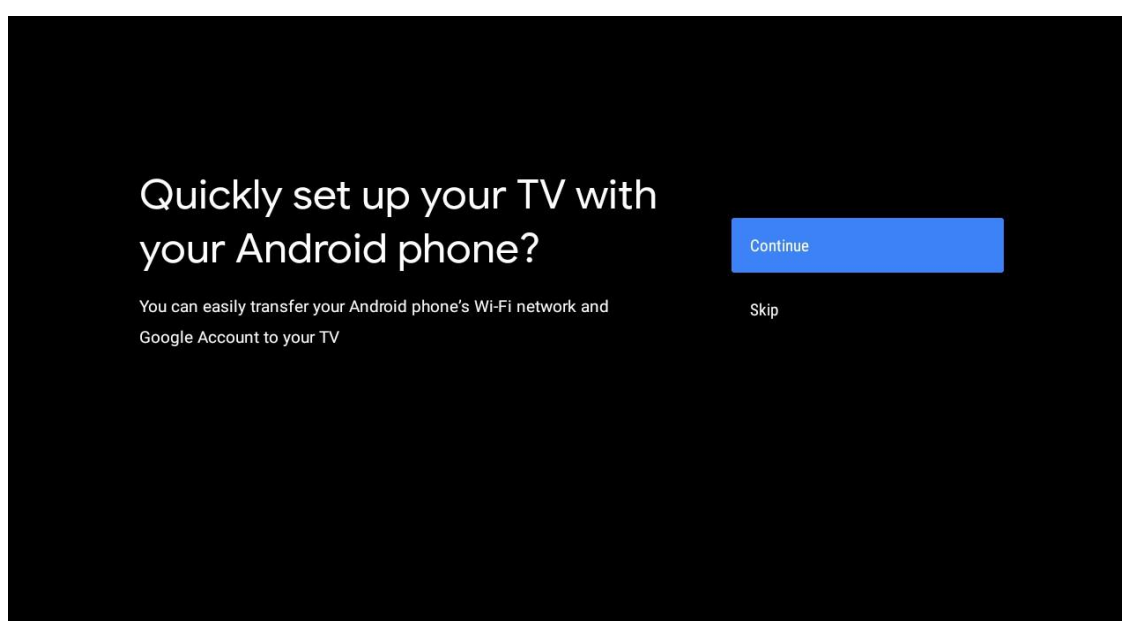 Quickly set up your TV with
your Android phone?
You can easily transfer your Android phone’s Wi-Fi network and
Google Account to your TV
Continue
Skip